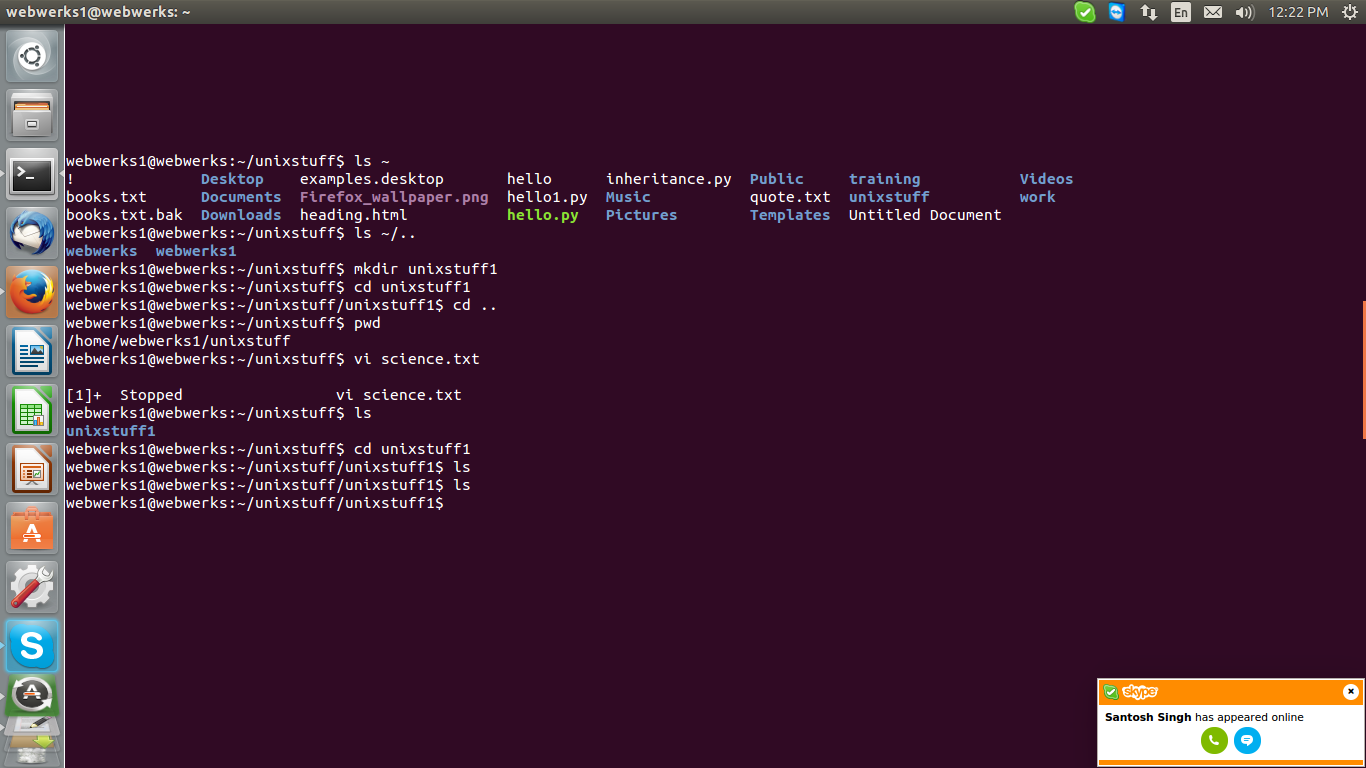 webwerks1@webwerks: ~
En
12:22 PM
webwerks1@webwerks:~/unixstuff$ ls ~
! Desktop examples.desktop hello inheritance.py Public training Videos
books.txt Documents Firefox_wallpaper.png hello1.py Music quote.txt unixstuff work
books.txt.bak Downloads heading.html hello.py Pictures Templates Untitled Document
webwerks1@webwerks:~/unixstuff$ ls ~/..
webwerks webwerks1
webwerks1@webwerks:~/unixstuff$ mkdir unixstuff1
webwerks1@webwerks:~/unixstuff$ cd unixstuff1
webwerks1@webwerks:~/unixstuff/unixstuff1$ cd ..
webwerks1@webwerks:~/unixstuff$ pwd
/home/webwerks1/unixstuff
webwerks1@webwerks:~/unixstuff$ vi science.txt
[1]+ Stopped vi science.txt
webwerks1@webwerks:~/unixstuff$ ls
unixstuff1
webwerks1@webwerks:~/unixstuff$ cd unixstuff1
webwerks1@webwerks:~/unixstuff/unixstuff1$ ls
webwerks1@webwerks:~/unixstuff/unixstuff1$ ls
webwerks1@webwerks:~/unixstuff/unixstuff1$
skype
Santosh Singh has appeared online